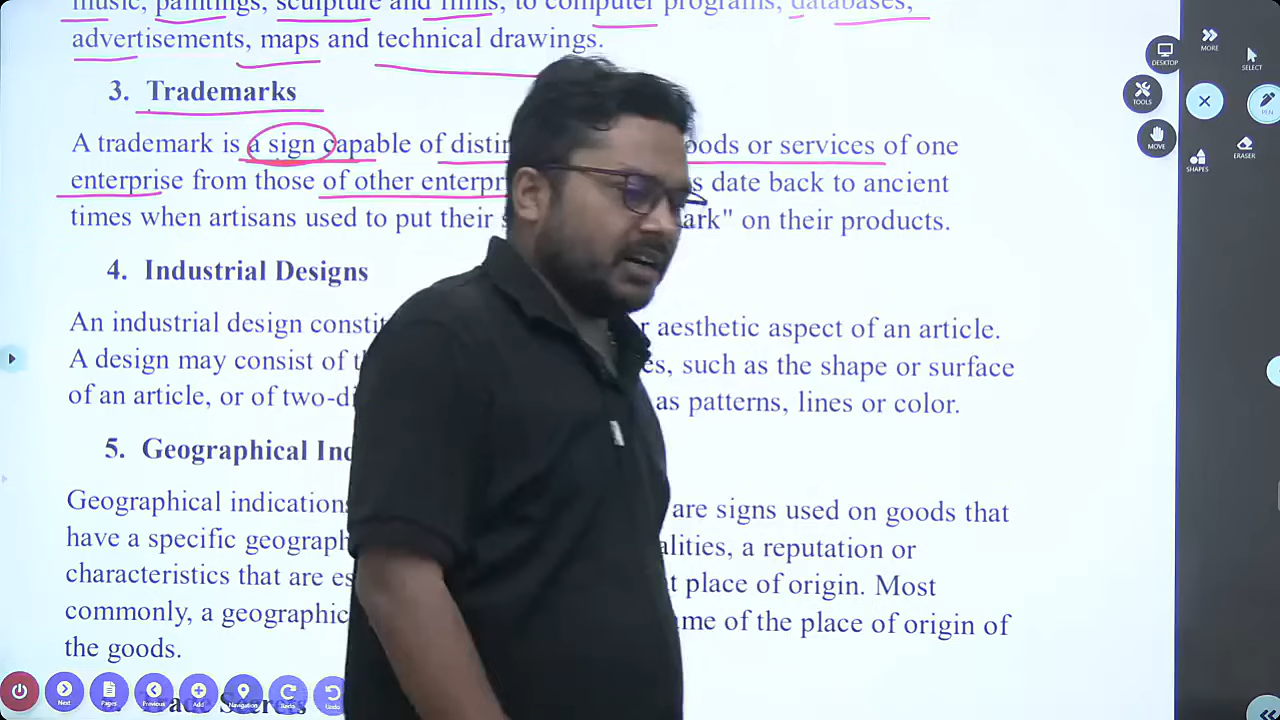 music, paintings, sculpture and films, to computer programs, databases,
advertisements, maps and technical drawings.
3. Trademarks
A trademark is a sign capable of distin oods or services of one
enterprise from those of other enterpr s date back to ancient
times when artisans used to put their s ark" on their products.
4. Industrial Designs
An industrial design constit r aesthetic aspect of an article.
A design may consist of t es, such as the shape or surface
of an article, or of two-di as patterns, lines or color.
5. Geographical Ind
Geographical indications are signs used on goods that
have a specific geograph alities, a reputation or
characteristics that are es t place of origin. Most
commonly, a geographic ame of the place of origin of
the goods.
Trade Secrets
DESKTOP
MORE
SELECT
TOOLS
PEN
MOVE
SHAPES
ERASER
Next
Pages
Previous
Add
Navigation
Redo
Undo